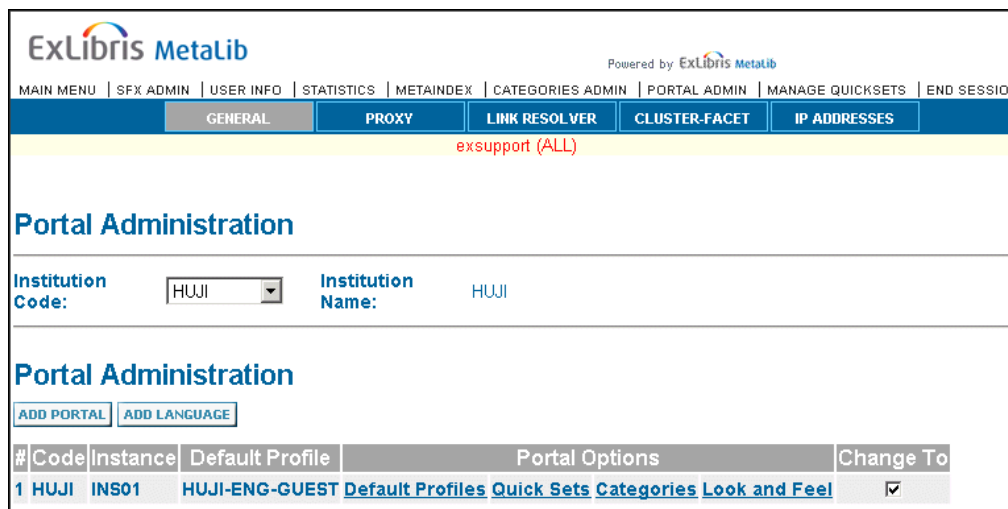 ExLibris MetaLib
Powered by ExLibris MetaLib
MAIN MENU | SFX ADMIN | USER INFO | STATISTICS | METAINDEX | CATEGORIES ADMIN | PORTAL ADMIN | MANAGE QUICKSETS | END SESSIO
GENERAL PROXY LINK RESOLVER CLUSTER-FACET IP ADDRESSES
exsupport (ALL)
Portal Administration
Institution Code: HUJI Institution Name: HUJI
Portal Administration
ADD PORTAL ADD LANGUAGE
# Code Instance Default Profile Portal Options Change To
1 HUJI INS01 HUJI-ENG-GUEST Default Profiles Quick Sets Categories Look and Feel